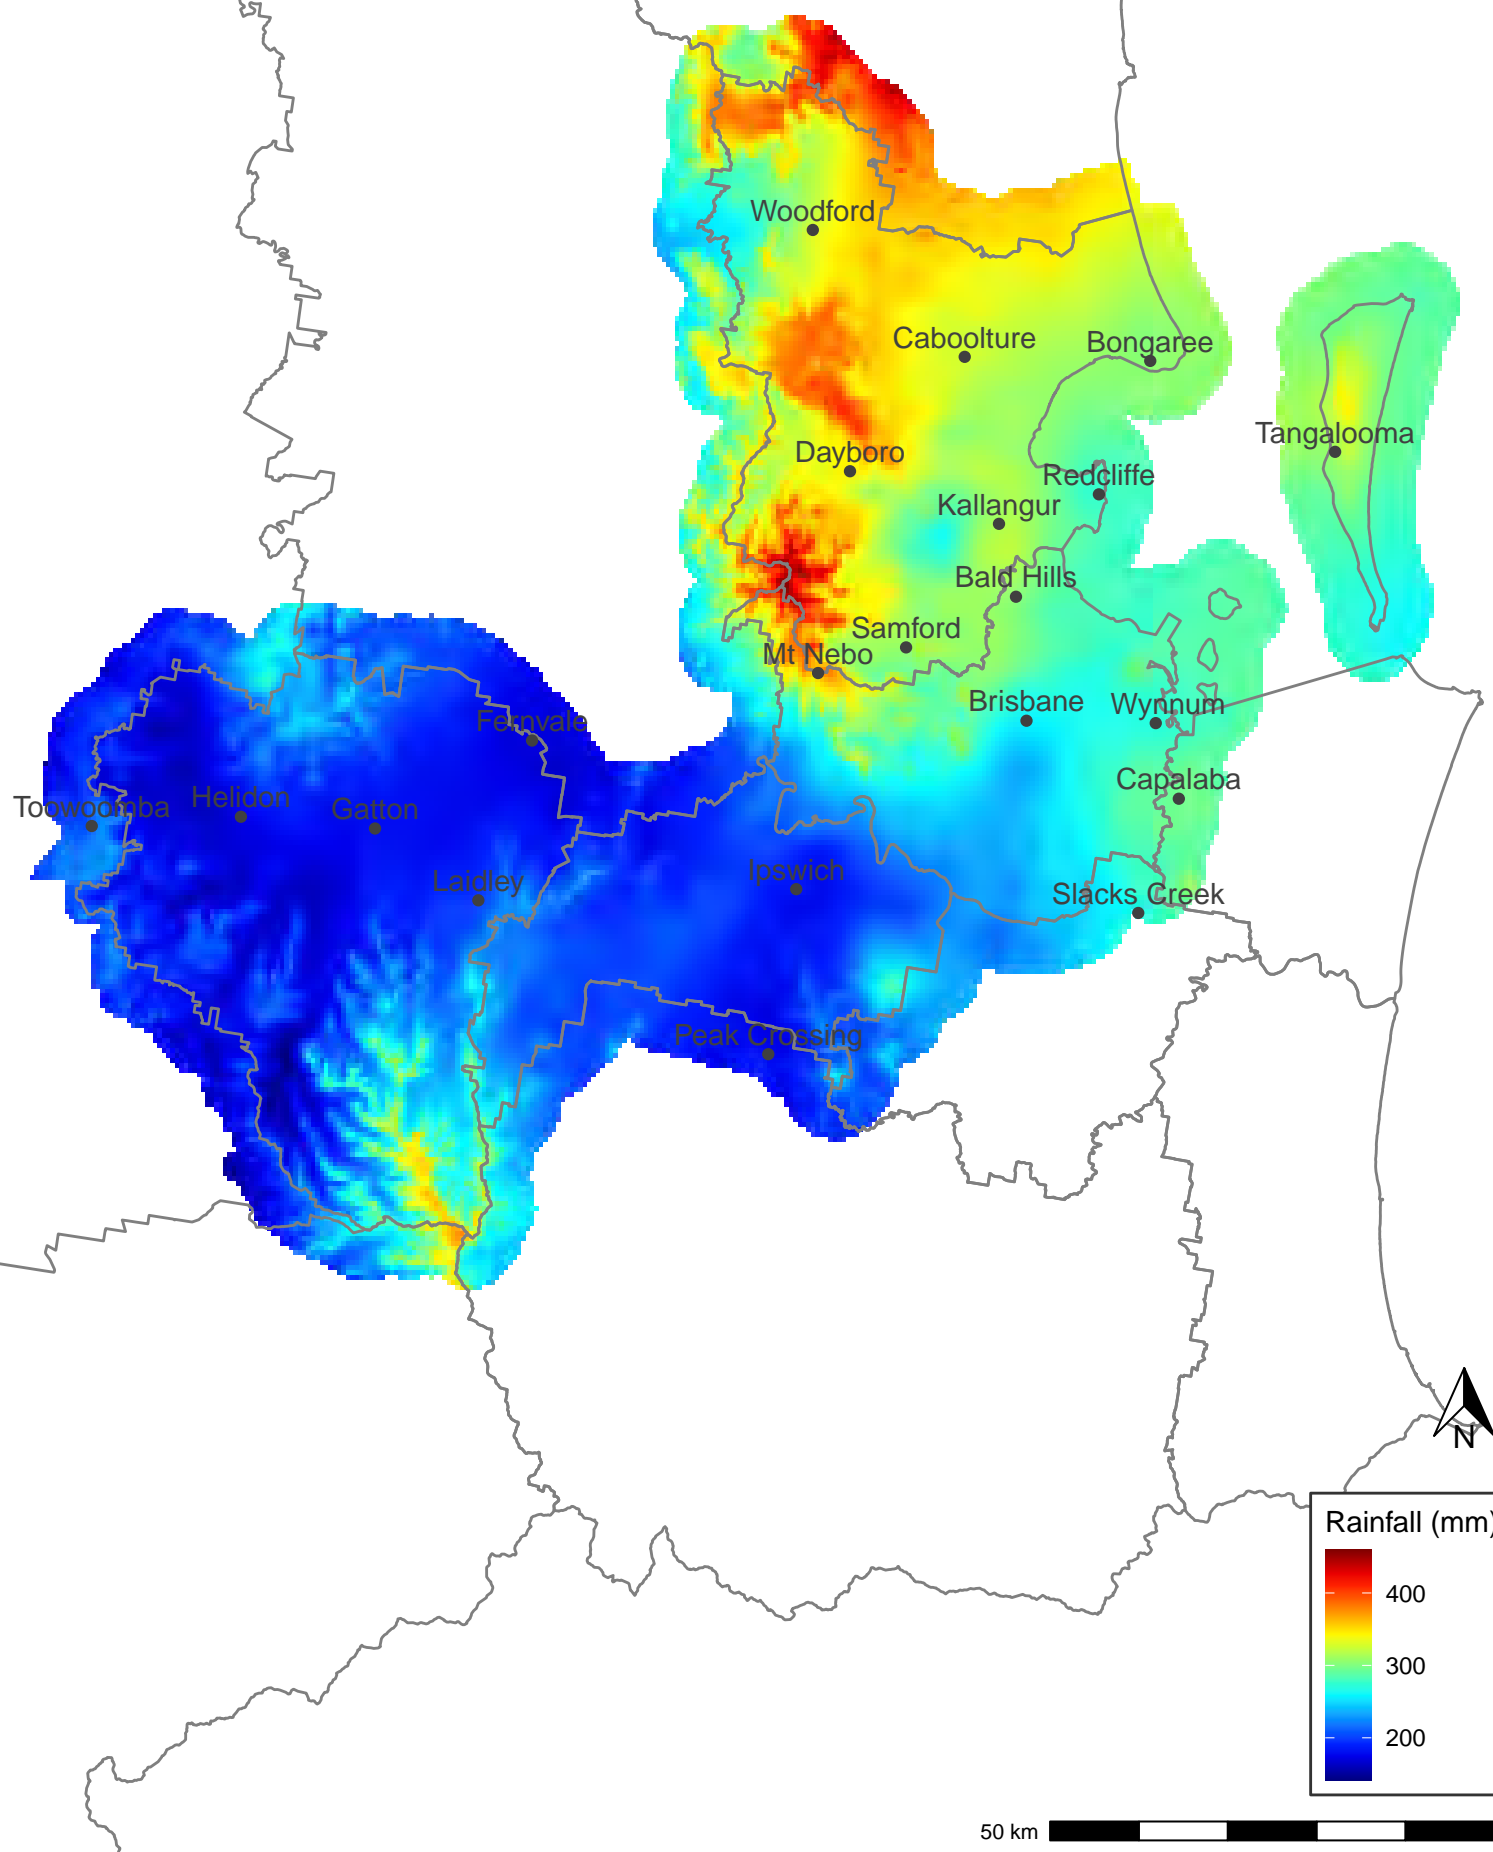 Woodford
Caboolture
Bongaree
Tangalooma
Dayboro
Redcliffe
Kallangur
Bald Hills
Samford
Mt Nebo
Brisbane
Wynnum
Fernvale
Capalaba
Toowoomba
Helidon
Gatton
Ipswich
Laidley
Slacks Creek
Peak Crossing
N
Rainfall (mm)
400
300
200
50 km